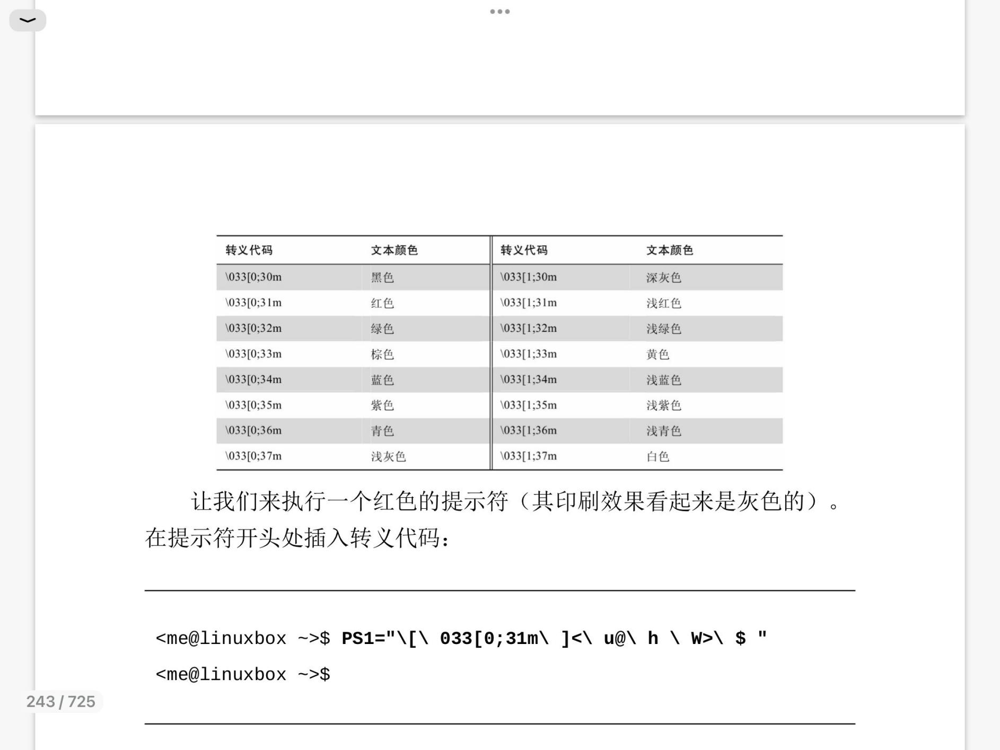 转义代码 文本颜色 转义代码 文本颜色
\033[0;30m 黑色 \033[1;30m 深灰色
\033[0;31m 红色 \033[1;31m 浅红色
\033[0;32m 绿色 \033[1;32m 浅绿色
\033[0;33m 棕色 \033[1;33m 黄色
\033[0;34m 蓝色 \033[1;34m 浅蓝色
\033[0;35m 紫色 \033[1;35m 浅紫色
\033[0;36m 青色 \033[1;36m 浅青色
\033[0;37m 浅灰色 \033[1;37m 白色
让我们来执行一个红色的提示符（其印刷效果看起来是灰色的）。
在提示符开头处插入转义代码：
<me@linuxbox ~>$ PS1="\[\ 033[0;31m\ ]<\ u@\ h \ W>\ $ "
<me@linuxbox ~>$
243 / 725